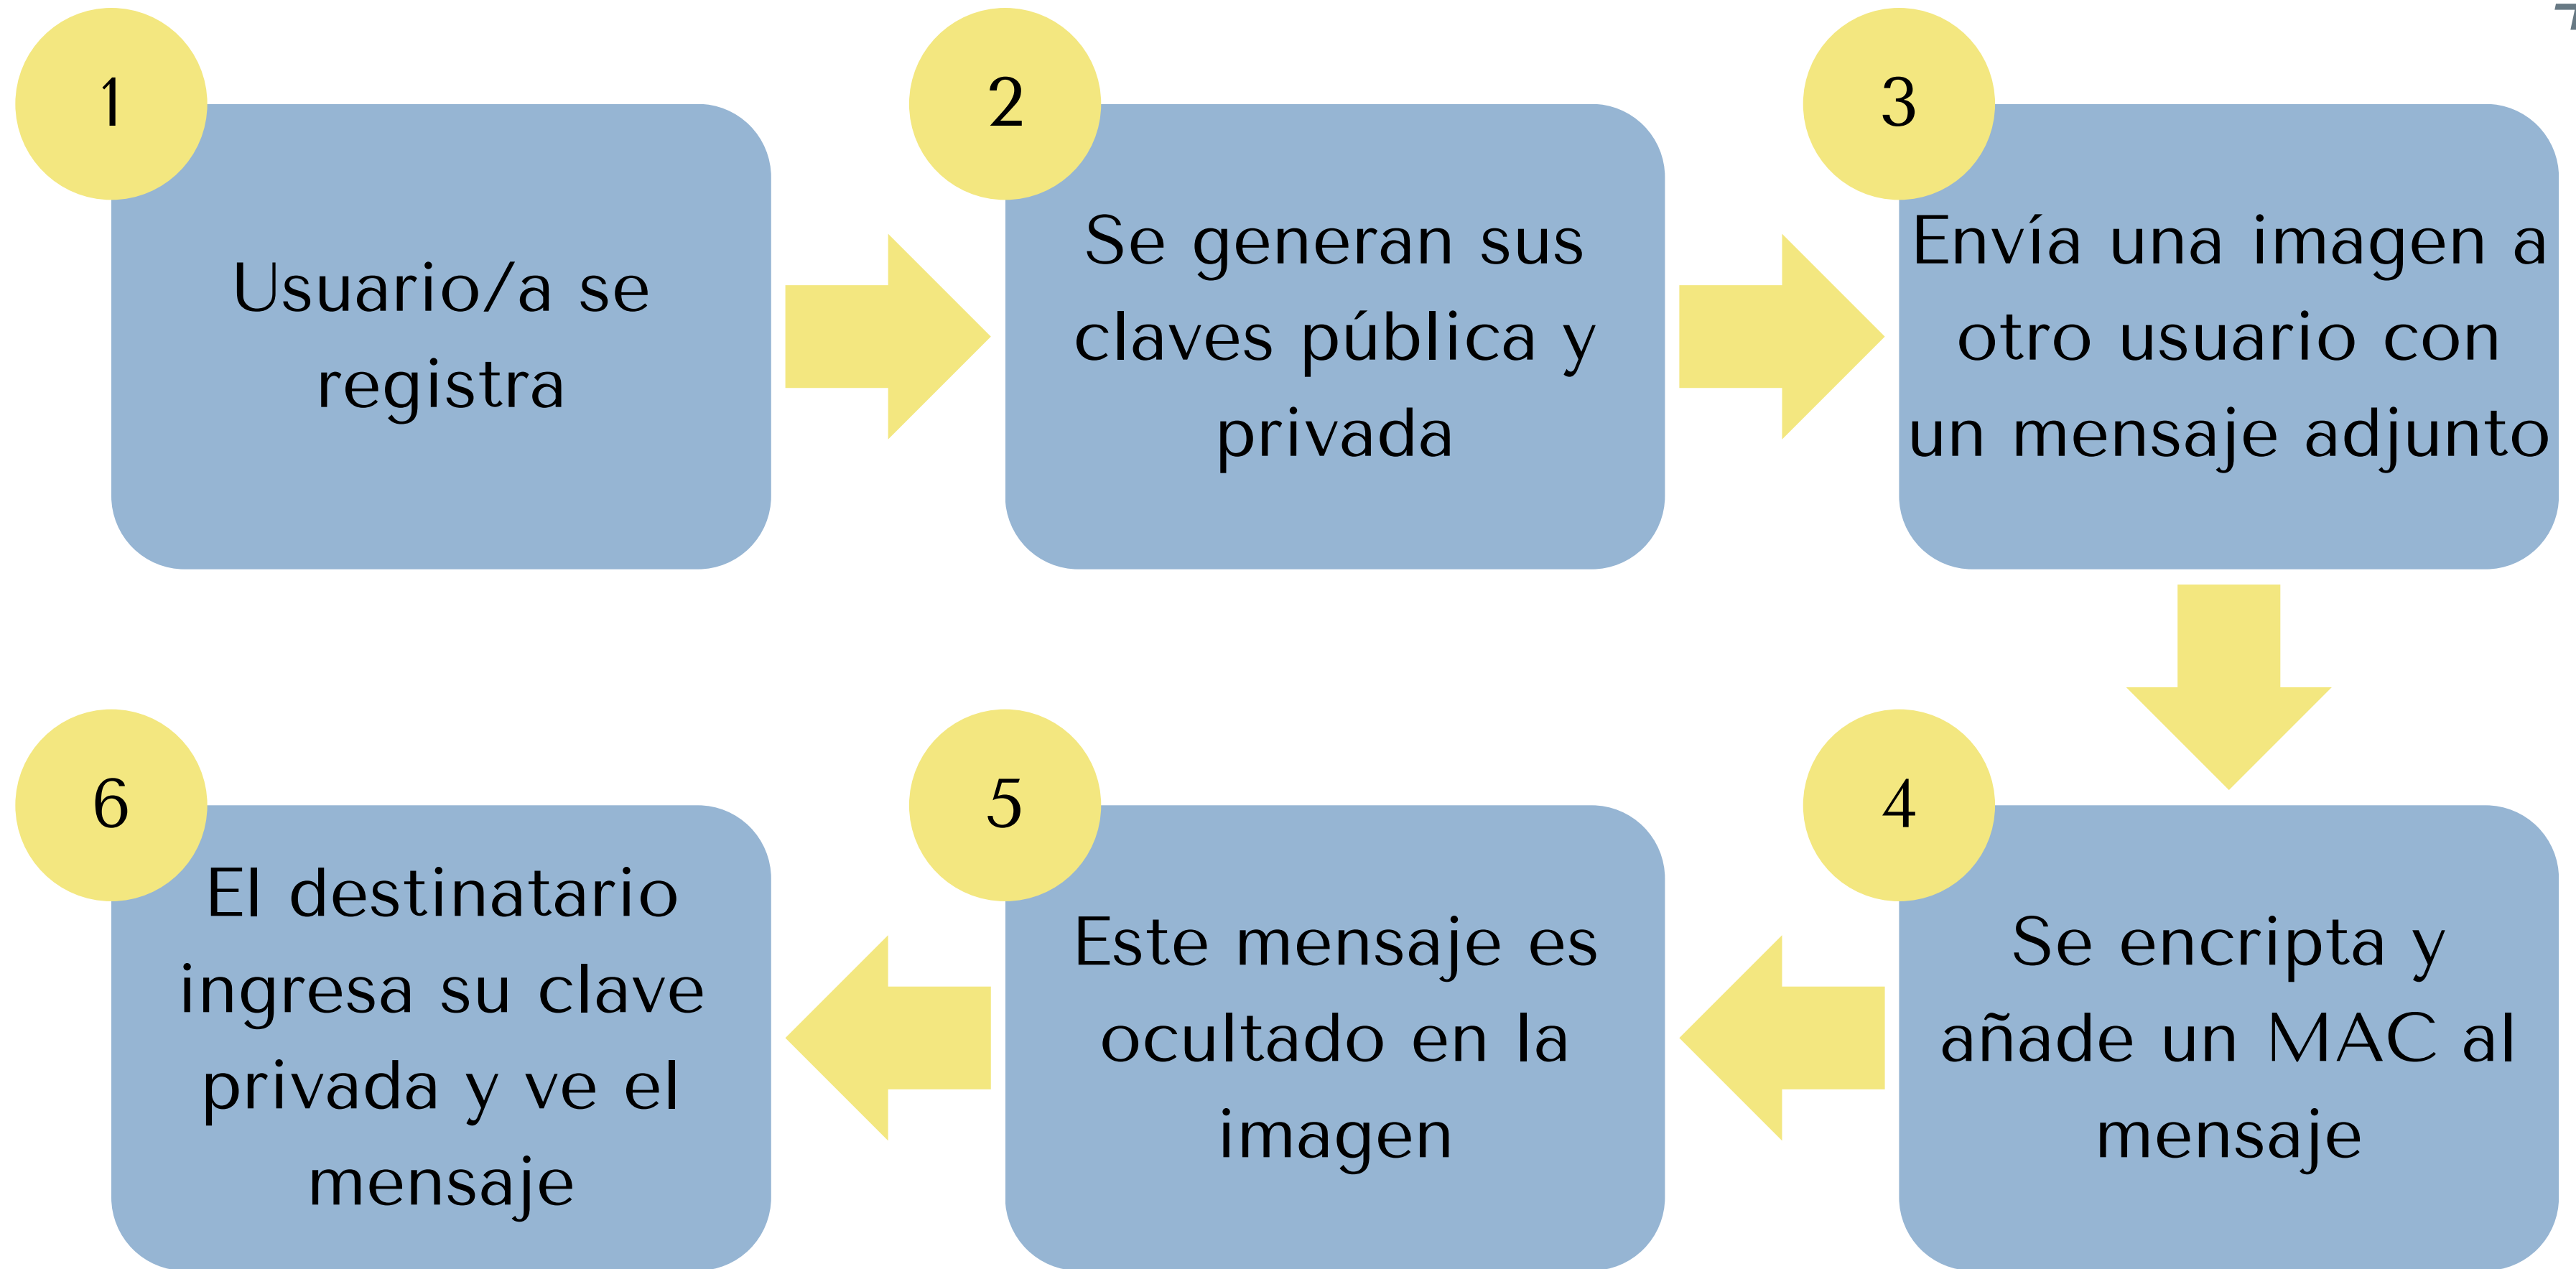 1
Usuario/a se
registra
2
Se generan sus
claves pública y
privada
3
Envía una imagen a
otro usuario con
un mensaje adjunto
4
Se encripta y
añade un MAC al
mensaje
5
Este mensaje es
ocultado en la
imagen
6
El destinatario
ingresa su clave
privada y ve el
mensaje